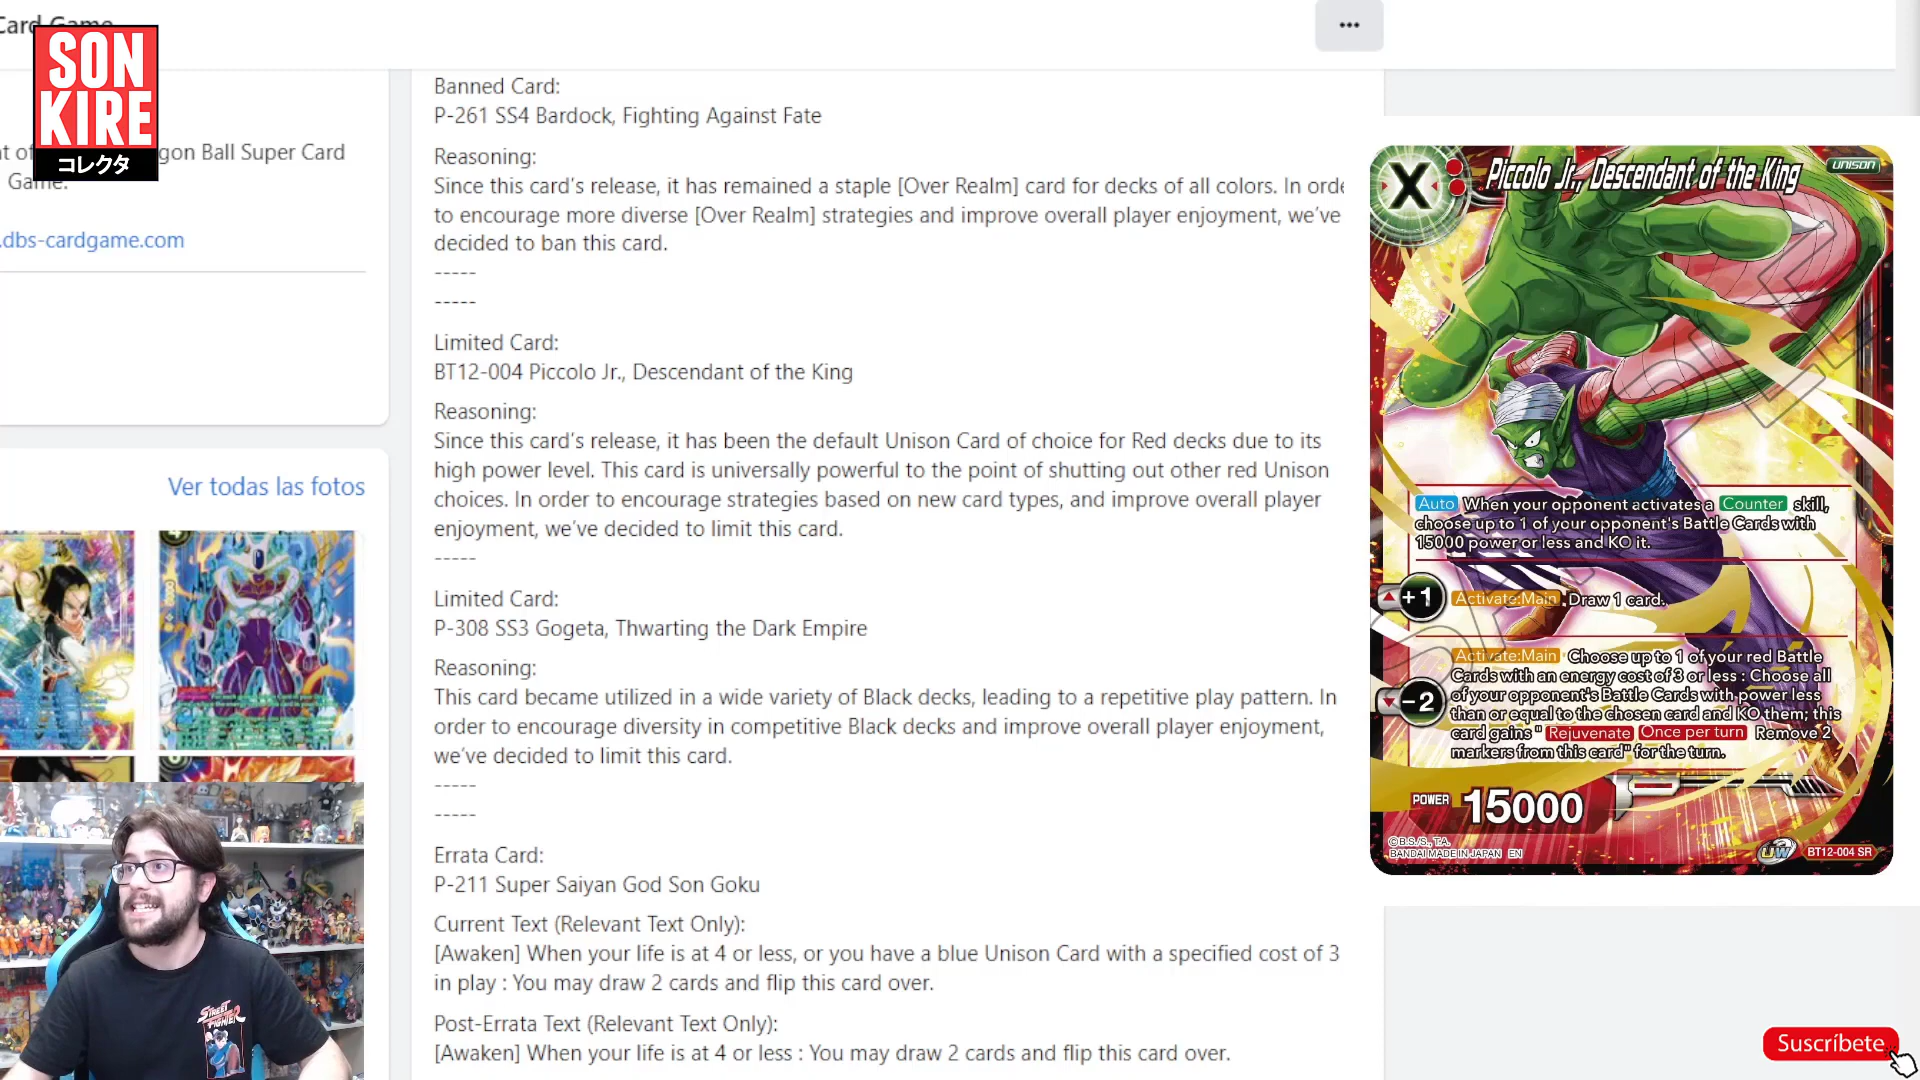 Card Game
SON
KIRE
コレクタ
gon Ball Super Card
Game.
.dbs-cardgame.com
Ver todas las fotos
Banned Card:
P-261 SS4 Bardock, Fighting Against Fate
Reasoning:
Since this card's release, it has remained a staple [Over Realm] card for decks of all colors. In orde
to encourage more diverse [Over Realm] strategies and improve overall player enjoyment, we've
decided to ban this card.
-----
-----
Limited Card:
BT12-004 Piccolo Jr., Descendant of the King
Reasoning:
Since this card's release, it has been the default Unison Card of choice for Red decks due to its
high power level. This card is universally powerful to the point of shutting out other red Unison
choices. In order to encourage strategies based on new card types, and improve overall player
enjoyment, we've decided to limit this card.
-----
Limited Card:
P-308 SS3 Gogeta, Thwarting the Dark Empire
Reasoning:
This card became utilized in a wide variety of Black decks, leading to a repetitive play pattern. In
order to encourage diversity in competitive Black decks and improve overall player enjoyment,
we've decided to limit this card.
-----
-----
Errata Card:
P-211 Super Saiyan God Son Goku
Current Text (Relevant Text Only):
[Awaken] When your life is at 4 or less, or you have a blue Unison Card with a specified cost of 3
in play : You may draw 2 cards and flip this card over.
Post-Errata Text (Relevant Text Only):
[Awaken] When your life is at 4 or less : You may draw 2 cards and flip this card over.
X
Piccolo Jr., Descendant of the King
UNISON
Auto When your opponent activates a Counter skill,
choose up to 1 of your opponent's Battle Cards with
15000 power or less and KO it.
+1 Activate:Main Draw 1 card.
Activate:Main Choose up to 1 of your red Battle
Cards with an energy cost of 3 or less : Choose all
of your opponent's Battle Cards with power less
-2 than or equal to the chosen card and KO them; this
card gains " Rejuvenate Once per turn Remove 2
markers from this card" for the turn.
POWER 15000
©B.S./S., T.A.
BANDAI MADE IN JAPAN EN
UW
BT12-004 SR
SAMPLE
STREET
FIGHTER
Suscríbete